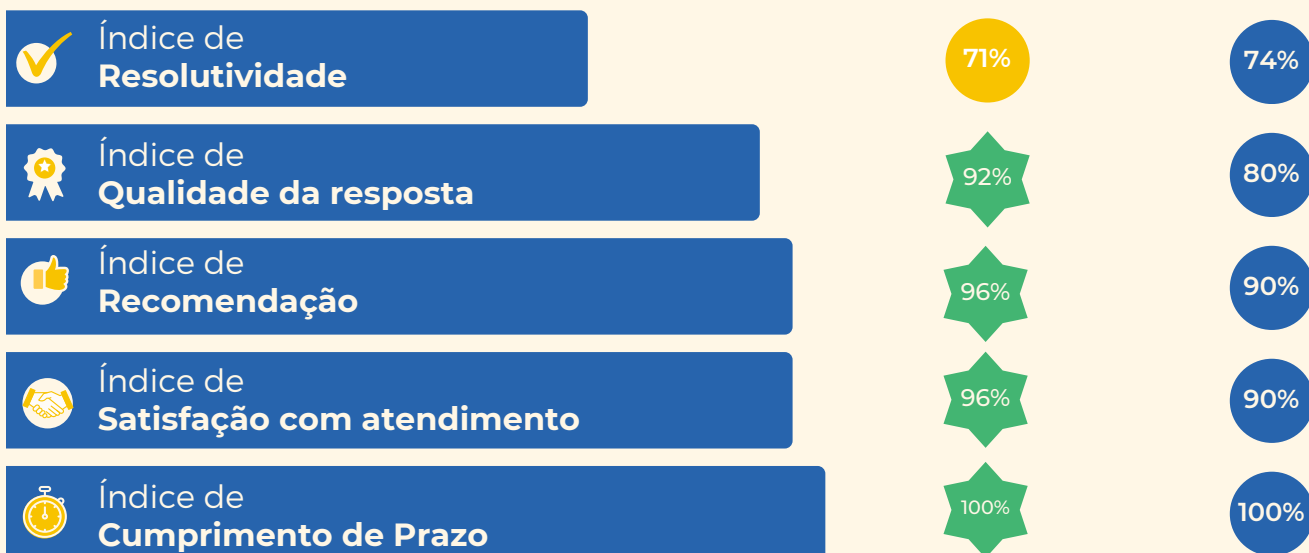 Índice de
Resolutividade
71%
74%
Índice de
Qualidade da resposta
92%
80%
Índice de
Recomendação
96%
90%
Índice de
Satisfação com atendimento
96%
90%
Índice de
Cumprimento de Prazo
100%
100%